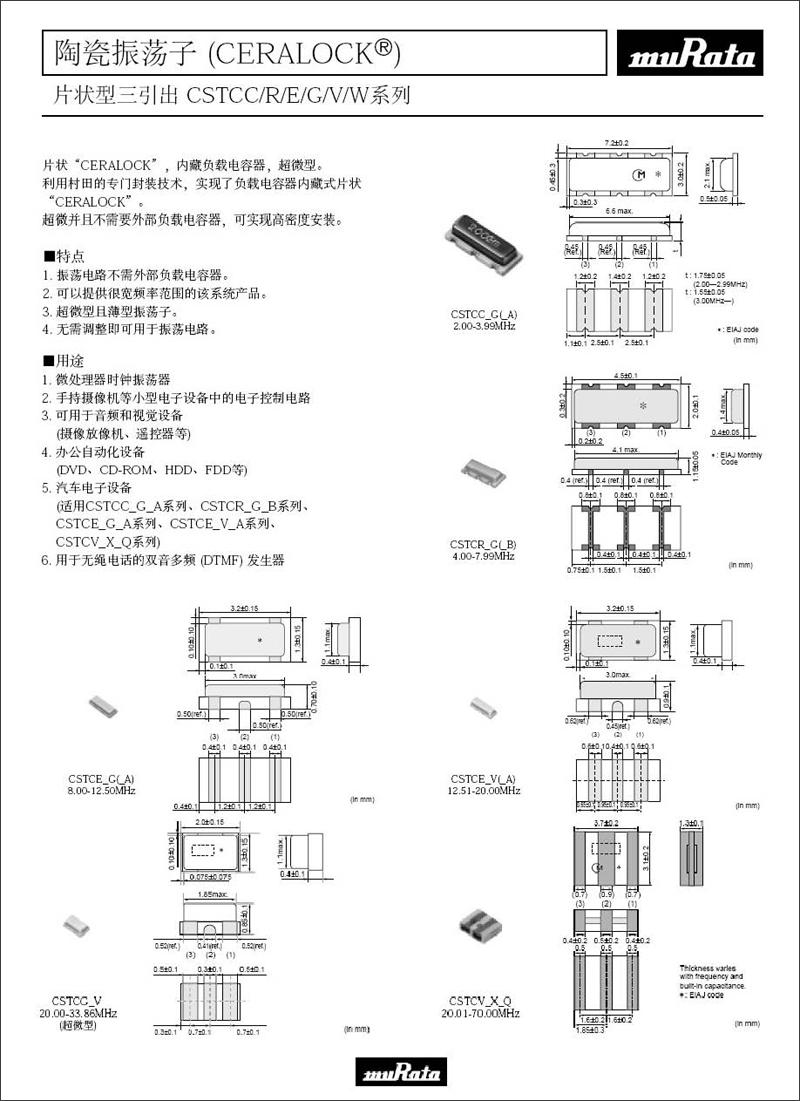 陶瓷振荡子 (CERALOCK®)
muRata
片状型三引出 CSTCC/R/E/G/V/W系列
片状“CERALOCK”，内藏负载电容器，超微型。
利用村田的专门封装技术，实现了负载电容器内藏式片状
“CERALOCK”。
超微并且不需要外部负载电容器，可实现高密度安装。
■特点
1. 振荡电路不需外部负载电容器。
2. 可以提供很宽频率范围的该系统产品。
3. 超微型且薄型振荡子。
4. 无需调整即可用于振荡电路。
■用途
1. 微处理器时钟振荡器
2. 手持摄像机等小型电子设备中的电子控制电路
3. 可用于音频和视觉设备
(摄像放像机、遥控器等)
4. 办公自动化设备
(DVD、CD-ROM、HDD、FDD等)
5. 汽车电子设备
(适用CSTCC_G_A系列、CSTCR_G_B系列、
CSTCE_G_A系列、CSTCE_V_A系列、
CSTCV_X_Q系列)
6. 用于无绳电话的双音多频 (DTMF) 发生器
7.2±0.2
0.45±0.3
M *
3.0±0.2
2.1 max.
0.3±0.3
0.5±0.05
2.00Gm
6.6 max.
t
0.45 (Ref.) 0.45 (Ref.) 0.45 (Ref.)
(3) (2) (1)
1.2±0.2 1.4±0.2 1.2±0.2
t : 1.75±0.05
(2.00—2.99MHz)
t : 1.55±0.05
(3.00MHz—)
CSTCC_G(_A)
2.00-3.99MHz
* : EIAJ code
1.1±0.1 2.5±0.1 2.5±0.1
(in mm)
4.5±0.1
0.3±0.2
*
2.0±0.1
1.4 max.
(3) (2) (1)
0.2±0.2
0.4±0.05
4.1 max.
* : EIAJ Monthly
Code
1.15±0.05
0.4 (ref.) 0.4 (ref.) 0.4 (ref.)
0.8±0.1 0.8±0.1 0.8±0.1
CSTCR_G(_B)
4.00-7.99MHz
0.4±0.1 0.4±0.1 0.4±0.1
0.75±0.1 1.5±0.1 1.5±0.1
(in mm)
3.2±0.15
0.10±0.10
*
1.3±0.15
1.1max.
0.1±0.1
0.4±0.1
3.0max.
0.70±0.10
0.50(ref.) 0.50(ref.)
0.50(ref.)
(3) (2) (1)
0.4±0.1 0.4±0.1 0.4±0.1
CSTCE_G(_A)
8.00-12.50MHz
0.4±0.1 1.2±0.1 1.2±0.1
(in mm)
3.2±0.15
0.10±0.10
*
1.3±0.15
1.1max.
0.1±0.1
0.4±0.1
3.0max.
0.9±0.1
0.62(ref.) 0.45(ref.) 0.62(ref.)
(3) (2) (1)
0.6±0.1 0.4±0.1 0.6±0.1
CSTCE_V(_A)
12.51-20.00MHz
0.55±0.1 0.95±0.1 0.95±0.1
(in mm)
2.0±0.15
0.10±0.10
*
1.3±0.15
1.1max.
0.075±0.075
0.4±0.1
1.85max.
0.85±0.1
0.52(ref.) 0.41(ref.) 0.52(ref.)
(3) (2) (1)
0.5±0.1 0.3±0.1 0.5±0.1
CSTCG_V
20.00-33.86MHz
(超微型)
0.3±0.1 0.7±0.1 0.7±0.1
(in mm)
3.7±0.2
1.3±0.1
M *
3.1±0.2
(0.7) (0.9) (0.7)
(3) (2) (1)
0.4±0.2 0.5±0.2 0.4±0.2
0.5 0.5 0.5
CSTCV_X_Q
20.01-70.00MHz
Thickness varies
with frequency and
built-in capacitance.
* : EIAJ code
1.6±0.2 1.6±0.2
1.85±0.3
(in mm)
muRata